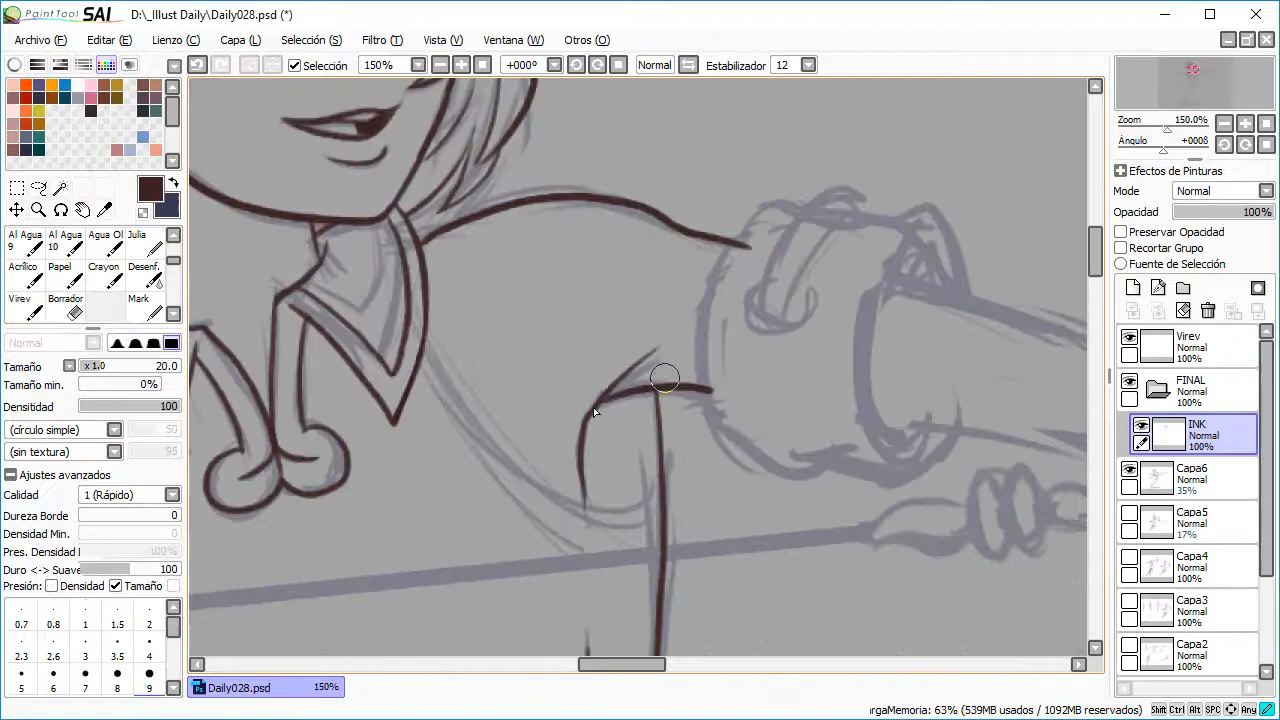 PaintTool SAI D:\_Illust Daily\Daily028.psd (*)
Archivo (F) Editar (E) Lienzo (C) Capa (L) Selección (S) Filtro (T) Vista (V) Ventana (W) Otros (O)
Selección 150% +000° Normal Estabilizador 12
Zoom 150.0%
Ángulo +000ß
Efectos de Pinturas
Modo Normal
Opacidad 100%
Preservar Opacidad
Recortar Grupo
Fuente de Selección
Al Agua 9 Al Agua 10 Agua Ol Julia
Acrílico Papel Crayon Desenf.
Virev Borrador Mark
Normal
Tamaño x 1.0 20.0
Tamaño min. 0%
Densitidad 100
(círculo simple) 50
(sin textura) 95
Ajustes avanzados
Calidad 1 (Rápido)
Dureza Borde 0
Densidad Min. 0
Pres. Densidad 100%
Duro <-> Suave 100
Presión: Densidad Tamaño
0.7 0.8 1 1.5 2
2.3 2.6 3 3.5 4
5 6 7 8 9
Virev
Normal
100%
FINAL
Normal
100%
INK
Normal
100%
Capa6
Normal
35%
Capa5
Normal
17%
Capa4
Normal
100%
Capa3
Normal
100%
Capa2
Normal
100%
Daily028.psd 150%
argaMemoria: 63% (539MB usados / 1092MB reservados) Shift Ctrl Alt SPC Any